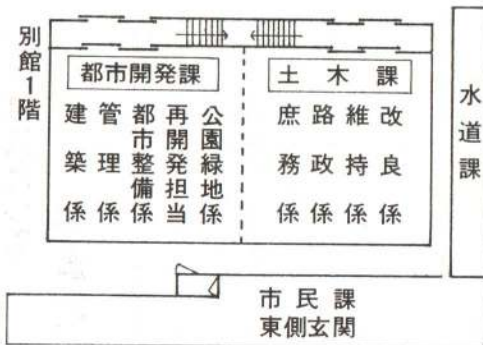 別館1階
都市開発課
建築係
管理係
都市整備係
再開発担当
公園緑地係
土木課
庶務係
路政係
維持係
改良係
水道課
市民課
東側玄関